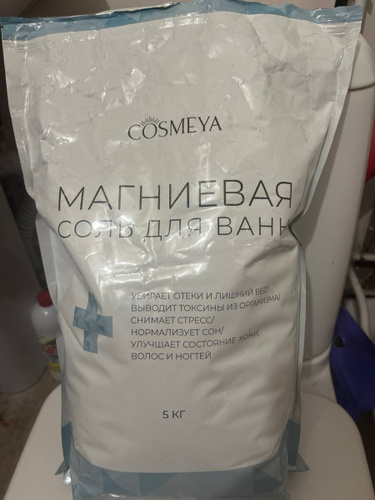 COSMEYA
МАГНИЕВАЯ
СОЛЬ ДЛЯ ВАНН
УБИРАЕТ ОТЕКИ И ЛИШНИЙ ВЕС/
ВЫВОДИТ ТОКСИНЫ ИЗ ОРГАНИЗМА/
СНИМАЕТ СТРЕСС/
НОРМАЛИЗУЕТ СОН/
УЛУЧШАЕТ СОСТОЯНИЕ КОЖИ,
ВОЛОС И НОГТЕЙ
5 КГ